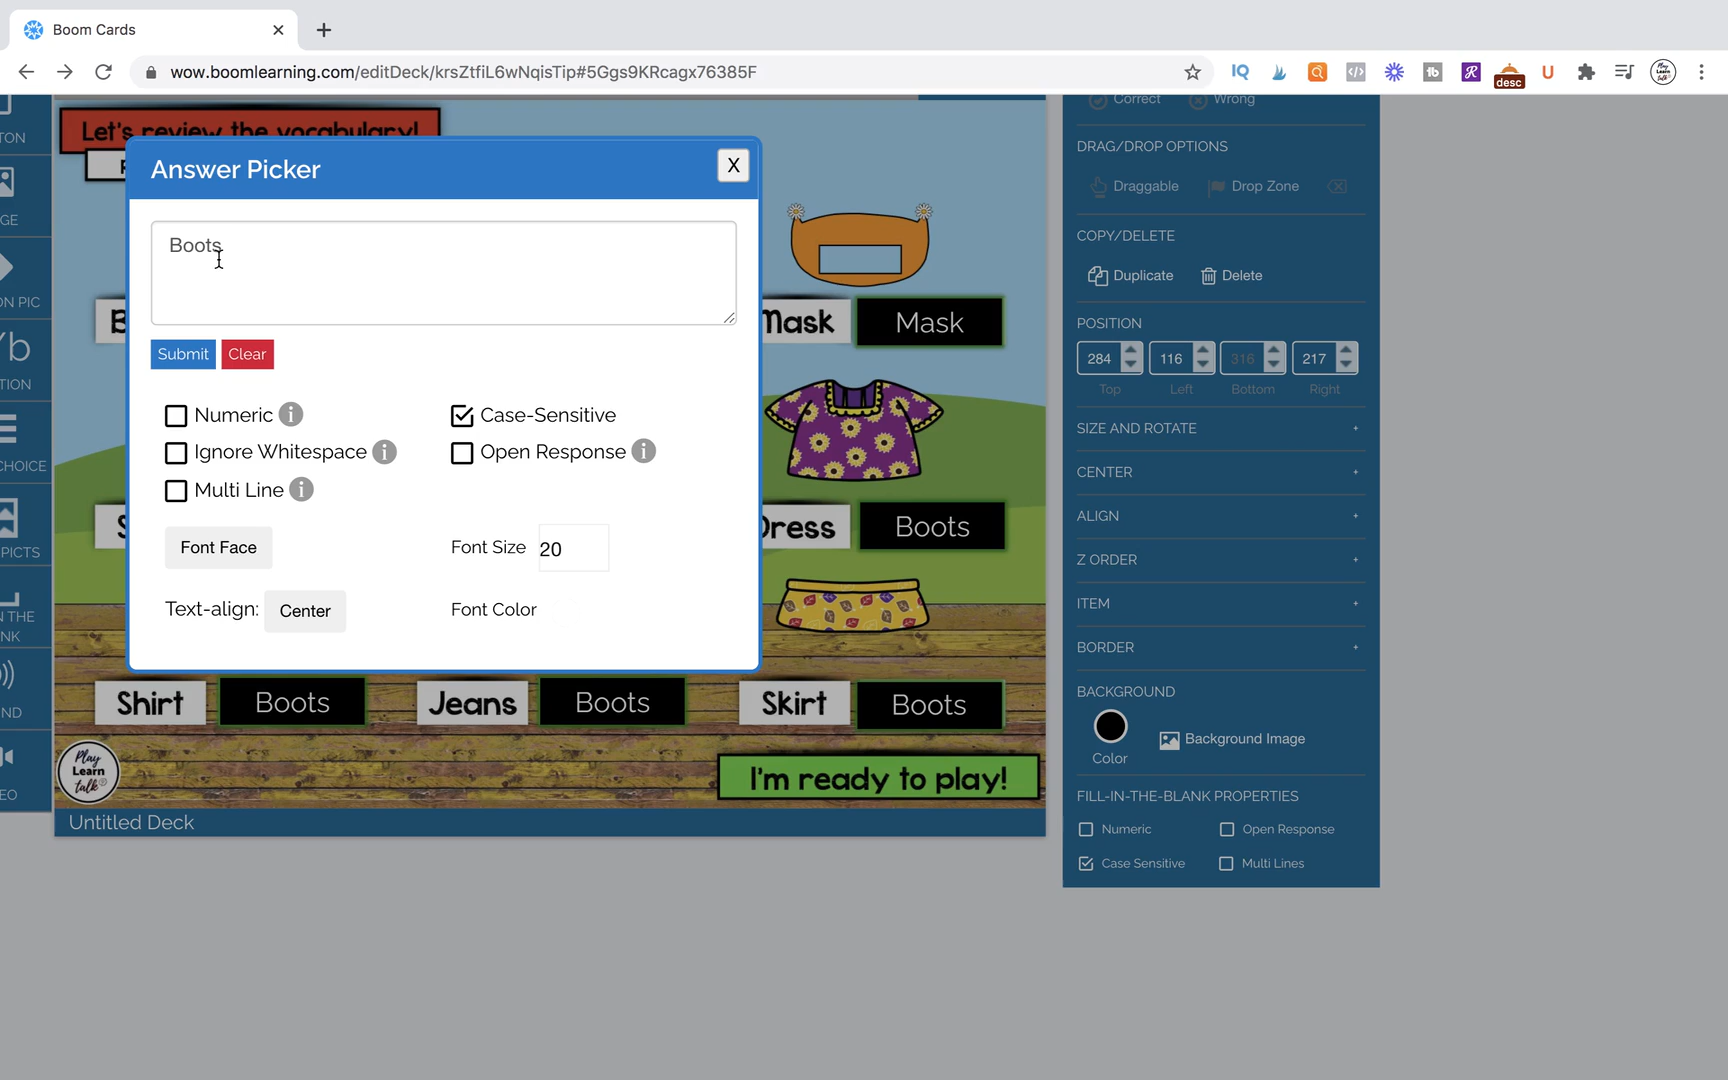 Boom Cards
wow.boomlearning.com/editDeck/krsZtfiL6wNqisTip#5Ggs9KRcagx76385F
desc
Let's review the vocabulary!
Answer Picker
X
Boots
Submit
Clear
Numeric
Case-Sensitive
Ignore Whitespace
Open Response
Multi Line
Font Face
Font Size 20
Text-align: Center
Font Color
Mask
Mask
Dress
Boots
Shirt
Boots
Jeans
Boots
Skirt
Boots
Play
Learn
talk
I'm ready to play!
Untitled Deck
Correct
Wrong
DRAG/DROP OPTIONS
Draggable
Drop Zone
COPY/DELETE
Duplicate
Delete
POSITION
284
116
316
217
Top
Left
Bottom
Right
SIZE AND ROTATE +
CENTER +
ALIGN +
Z ORDER +
ITEM +
BORDER +
BACKGROUND
Color
Background Image
FILL-IN-THE-BLANK PROPERTIES
Numeric
Open Response
Case Sensitive
Multi Lines
TON
GE
ON PIC
/b
TION
CHOICE
PICTS
N THE
NK
ND
EO